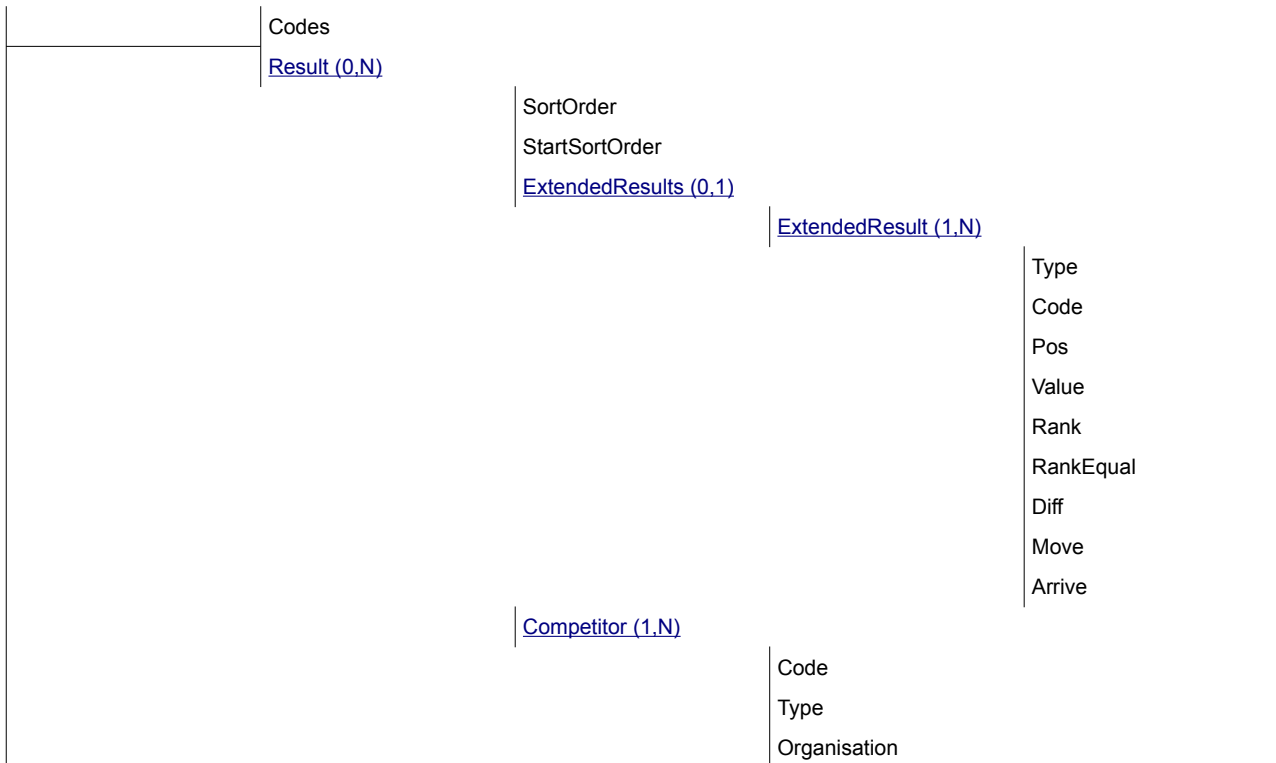 Codes
Result (0,N)
SortOrder
StartSortOrder
ExtendedResults (0,1)
ExtendedResult (1,N)
Type
Code
Pos
Value
Rank
RankEqual
Diff
Move
Arrive
Competitor (1,N)
Code
Type
Organisation